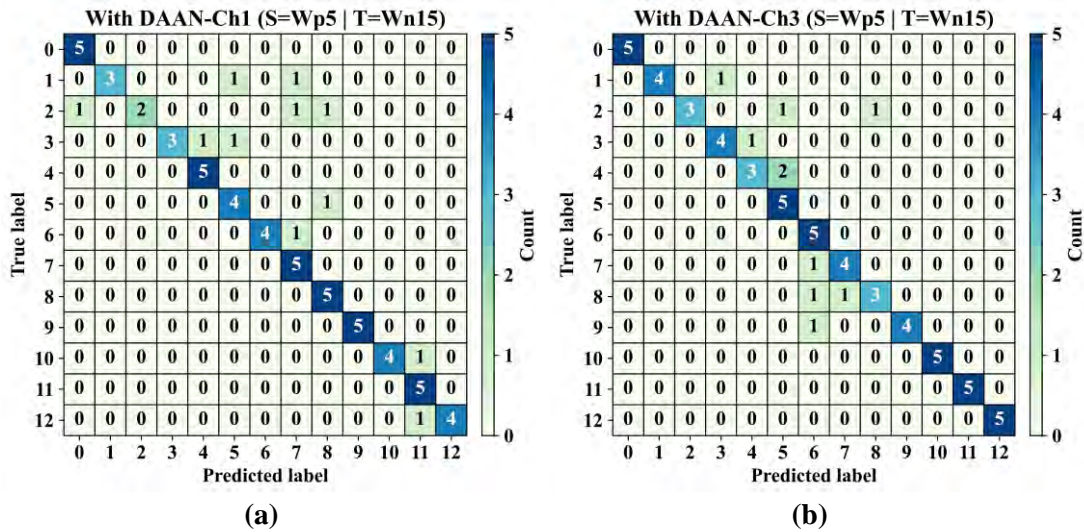 With DAAN-Ch1 (S=Wp5 | T=Wn15)
True label
0 5 0 0 0 0 0 0 0 0 0 0 0 0
1 0 3 0 0 0 1 0 1 0 0 0 0 0
2 1 0 2 0 0 0 0 1 1 0 0 0 0
3 0 0 0 3 1 1 0 0 0 0 0 0 0
4 0 0 0 0 5 0 0 0 0 0 0 0 0
5 0 0 0 0 0 4 0 0 1 0 0 0 0
6 0 0 0 0 0 0 4 1 0 0 0 0 0
7 0 0 0 0 0 0 0 5 0 0 0 0 0
8 0 0 0 0 0 0 0 0 5 0 0 0 0
9 0 0 0 0 0 0 0 0 0 5 0 0 0
10 0 0 0 0 0 0 0 0 0 0 4 1 0
11 0 0 0 0 0 0 0 0 0 0 0 5 0
12 0 0 0 0 0 0 0 0 0 0 0 1 4
0 1 2 3 4 5 6 7 8 9 10 11 12
Predicted label
5
4
3
2
1
0
Count
(a)
With DAAN-Ch3 (S=Wp5 | T=Wn15)
True label
0 5 0 0 0 0 0 0 0 0 0 0 0 0
1 0 4 0 1 0 0 0 0 0 0 0 0 0
2 0 0 3 0 0 1 0 0 1 0 0 0 0
3 0 0 0 4 1 0 0 0 0 0 0 0 0
4 0 0 0 0 3 2 0 0 0 0 0 0 0
5 0 0 0 0 0 5 0 0 0 0 0 0 0
6 0 0 0 0 0 0 5 0 0 0 0 0 0
7 0 0 0 0 0 0 1 4 0 0 0 0 0
8 0 0 0 0 0 0 1 1 3 0 0 0 0
9 0 0 0 0 0 0 1 0 0 4 0 0 0
10 0 0 0 0 0 0 0 0 0 0 5 0 0
11 0 0 0 0 0 0 0 0 0 0 0 5 0
12 0 0 0 0 0 0 0 0 0 0 0 0 5
0 1 2 3 4 5 6 7 8 9 10 11 12
Predicted label
5
4
3
2
1
0
Count
(b)